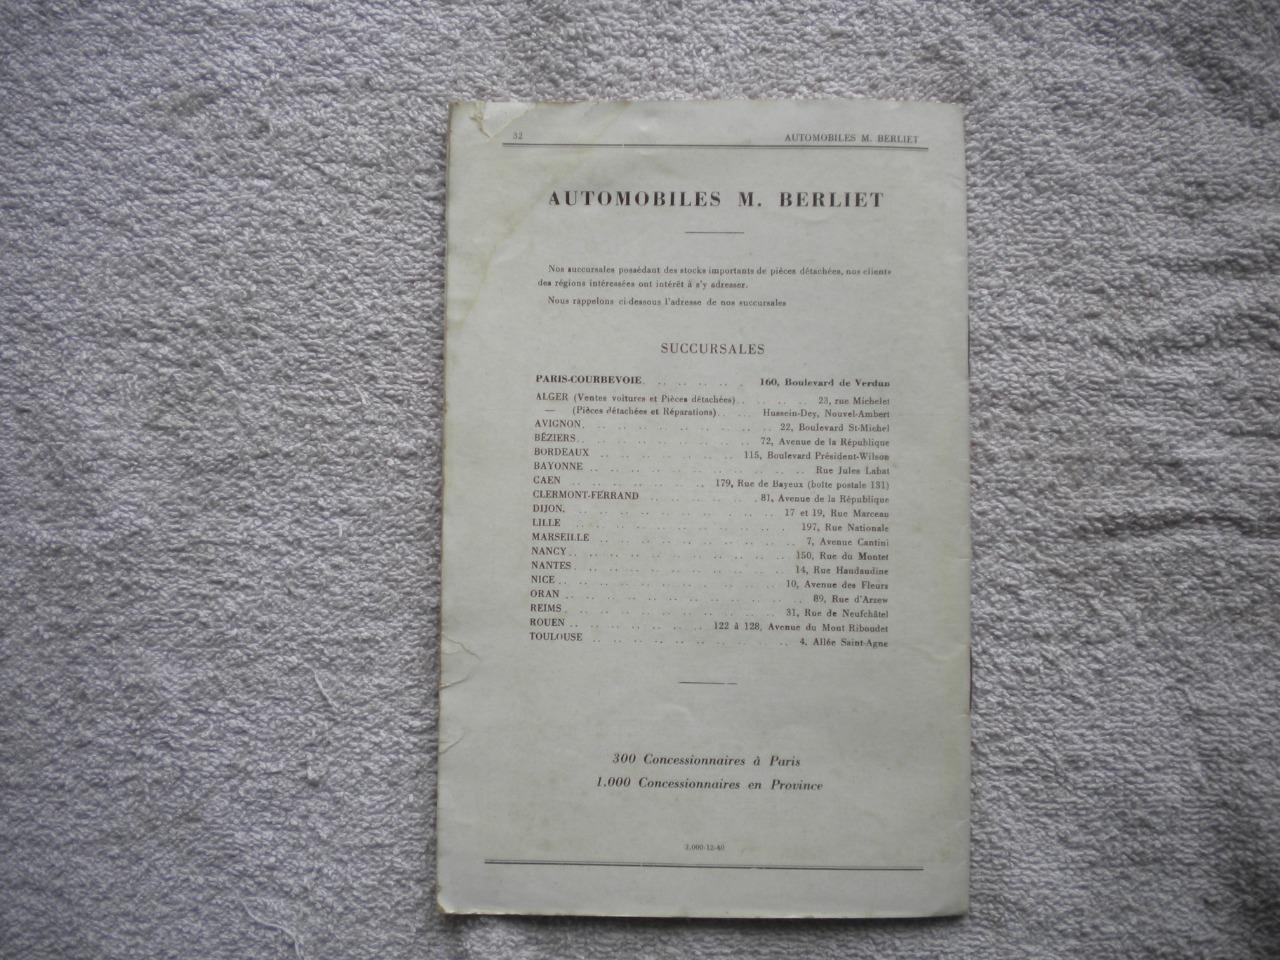 32 AUTOMOBILES M. BERLIET
AUTOMOBILES M. BERLIET
Nos succursales possédant des stocks importants de pièces détachées, nos clients
des régions intéressées ont intérêt à s'y adresser.
Nous rappelons ci-dessous l'adresse de nos succursales
SUCCURSALES
PARIS-COURBEVOIE. .. .. .. .. .. . 160, Boulevard de Verdun
ALGER (Ventes voitures et Pièces détachées).. .. .. .. .. 23, rue Michelet
— (Pièces détachées et Réparations).. .. ... Hussein-Dey, Nouvel-Ambert
AVIGNON. .. .. .. .. .. .. .. .. .. .. 22, Boulevard St-Michel
BÉZIERS.. .. .. .. .. .. .. .. .. .. 72, Avenue de la République
BORDEAUX .. .. .. .. .. .. .. .. 115, Boulevard Président-Wilson
BAYONNE .. .. .. .. .. .. .. .. .. .. .. Rue Jules Labat
CAEN .. .. .. .. .. .. .. 179, Rue de Bayeux (boîte postale 131)
CLERMONT-FERRAND .. .. .. .. .. .. 81, Avenue de la République
DIJON. .. .. .. .. .. .. .. .. .. .. 17 et 19, Rue Marceau
LILLE .. .. .. .. .. .. .. .. .. .. .. 197, Rue Nationale
MARSEILLE .. .. .. .. .. .. .. .. .. .. 7, Avenue Cantini
NANCY.. .. .. .. .. .. .. .. .. .. .. 150, Rue du Montet
NANTES. .. .. .. .. .. .. .. .. .. .. 14, Rue Haudaudine
NICE .. .. .. .. .. .. .. .. .. .. .. 10, Avenue des Fleurs
ORAN .. .. .. .. .. .. .. .. .. .. .. .. 89, Rue d'Arzew
REIMS. .. .. .. .. .. .. .. .. .. .. 31, Rue de Neufchâtel
ROUEN .. .. .. .. .. .. .. 122 à 128, Avenue du Mont Riboudet
TOULOUSE .. .. .. .. .. .. .. .. .. .. 4, Allée Saint-Agne
300 Concessionnaires à Paris
1.000 Concessionnaires en Province